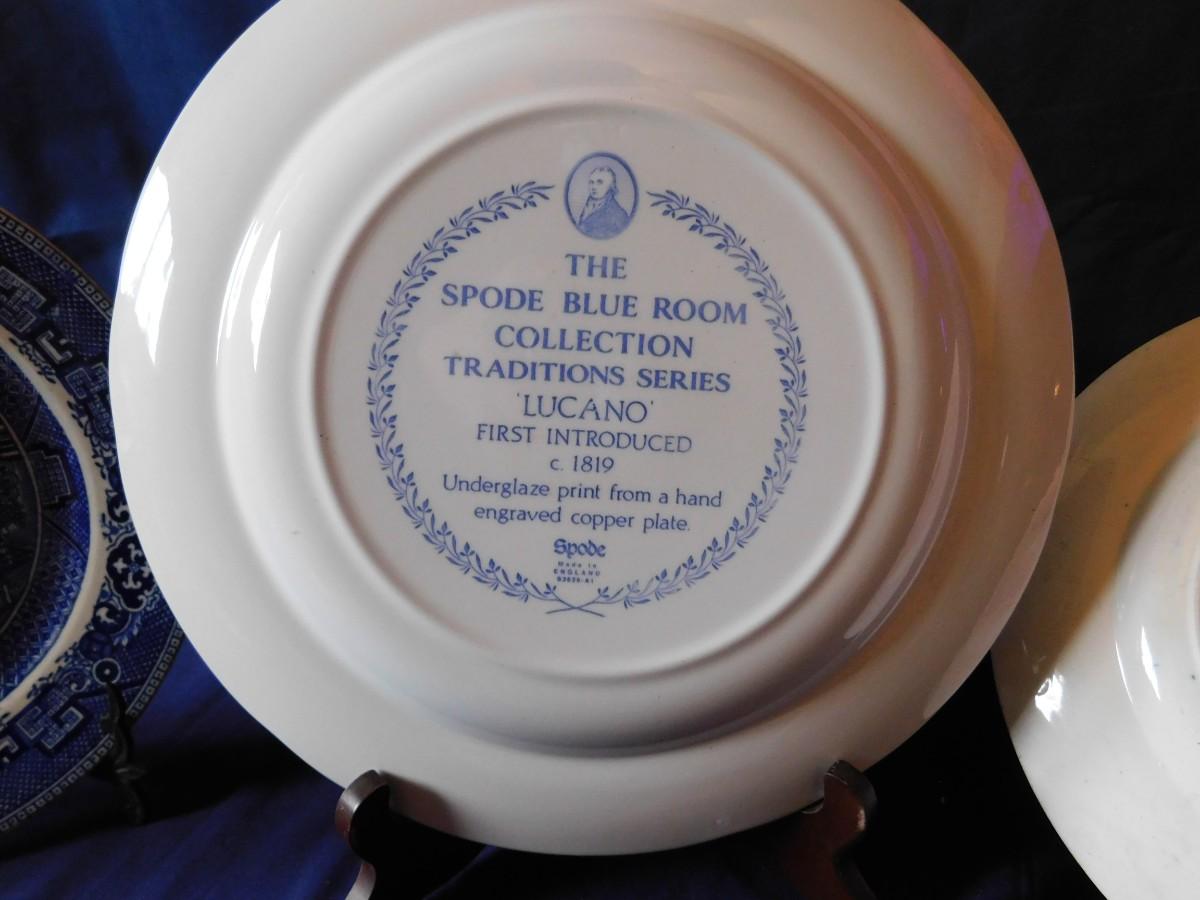 THE
SPODE BLUE ROOM
COLLECTION
TRADITIONS SERIES
'LUCANO'
FIRST INTRODUCED
c. 1819
Underglaze print from a hand
engraved copper plate.
Spode
Made in
ENGLAND